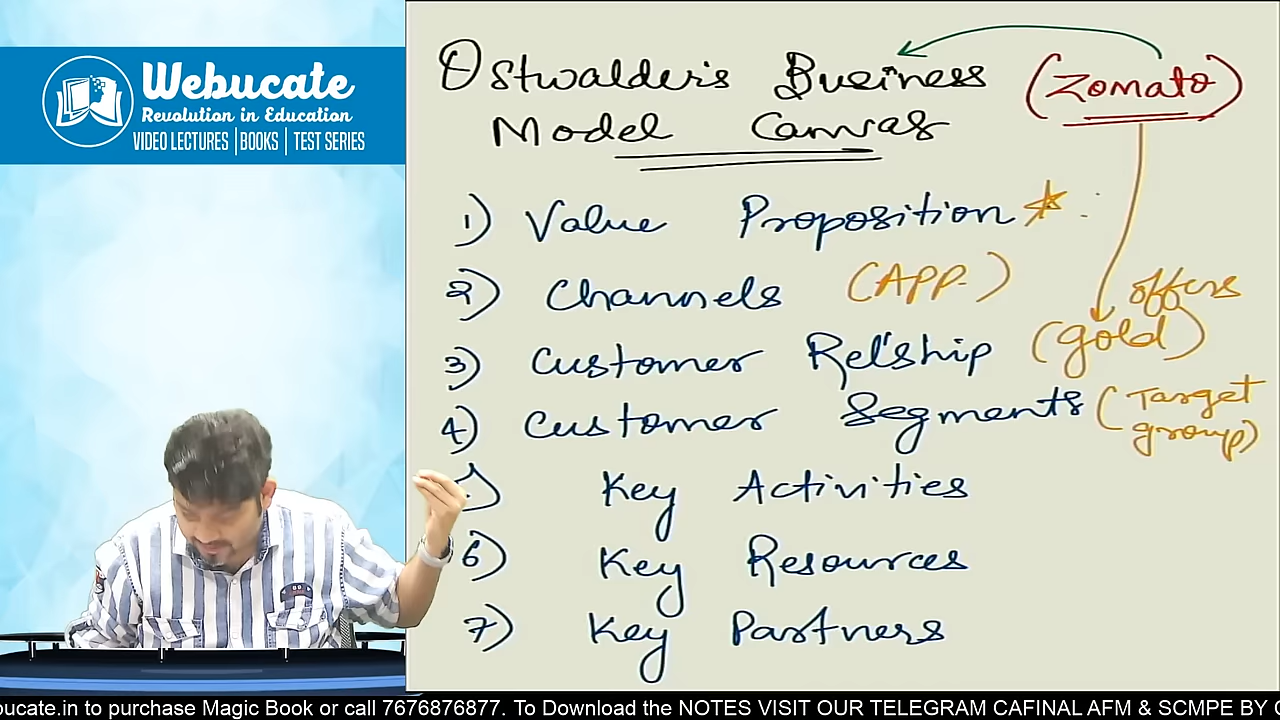 Webucate
Revolution in Education
VIDEO LECTURES | BOOKS | TEST SERIES
Ostwalder's Business (Zomato)
Model Canvas
1) Value Proposition
2) Channels (APP.)
offers
3) Customer Rel'ship (gold)
4) Customer Segments (Target group)
) Key Activities
6) Key Resources
7) Key Partners
bucate.in to purchase Magic Book or call 7676876877. To Download the NOTES VISIT OUR TELEGRAM CAFINAL AFM & SCMPE BY